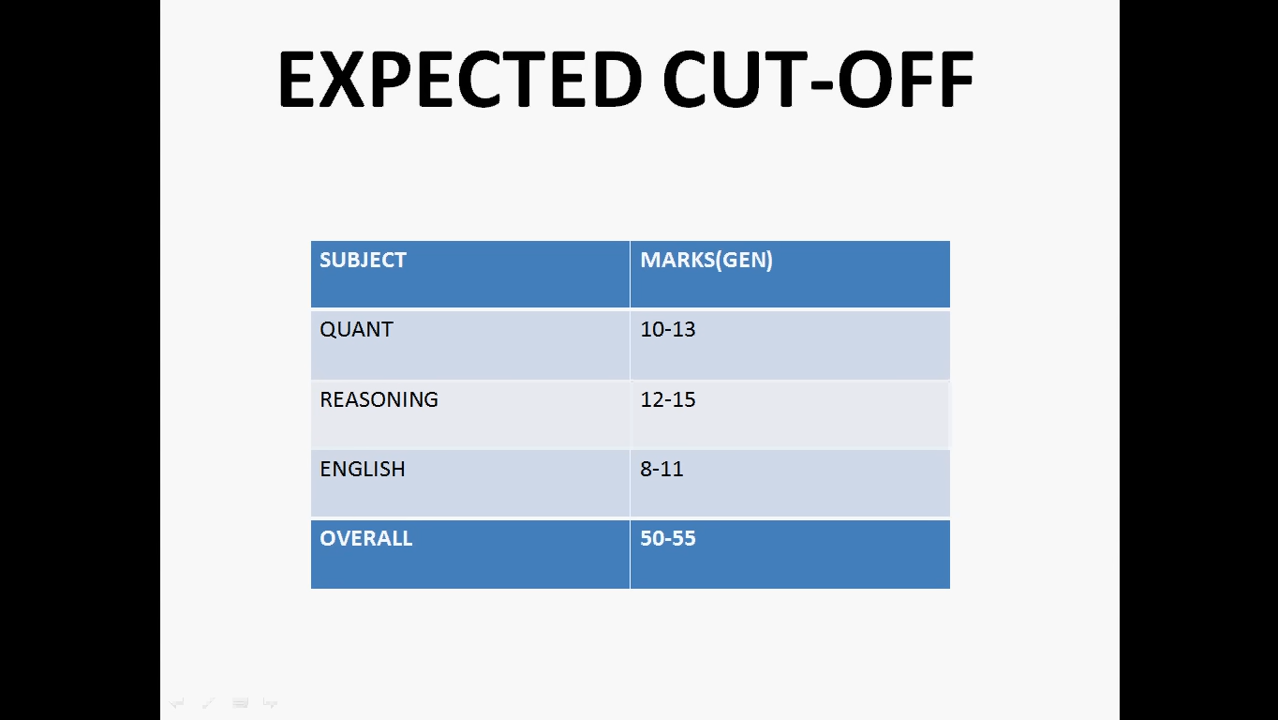 EXPECTED CUT-OFF
SUBJECT MARKS(GEN)
QUANT 10-13
REASONING 12-15
ENGLISH 8-11
OVERALL 50-55